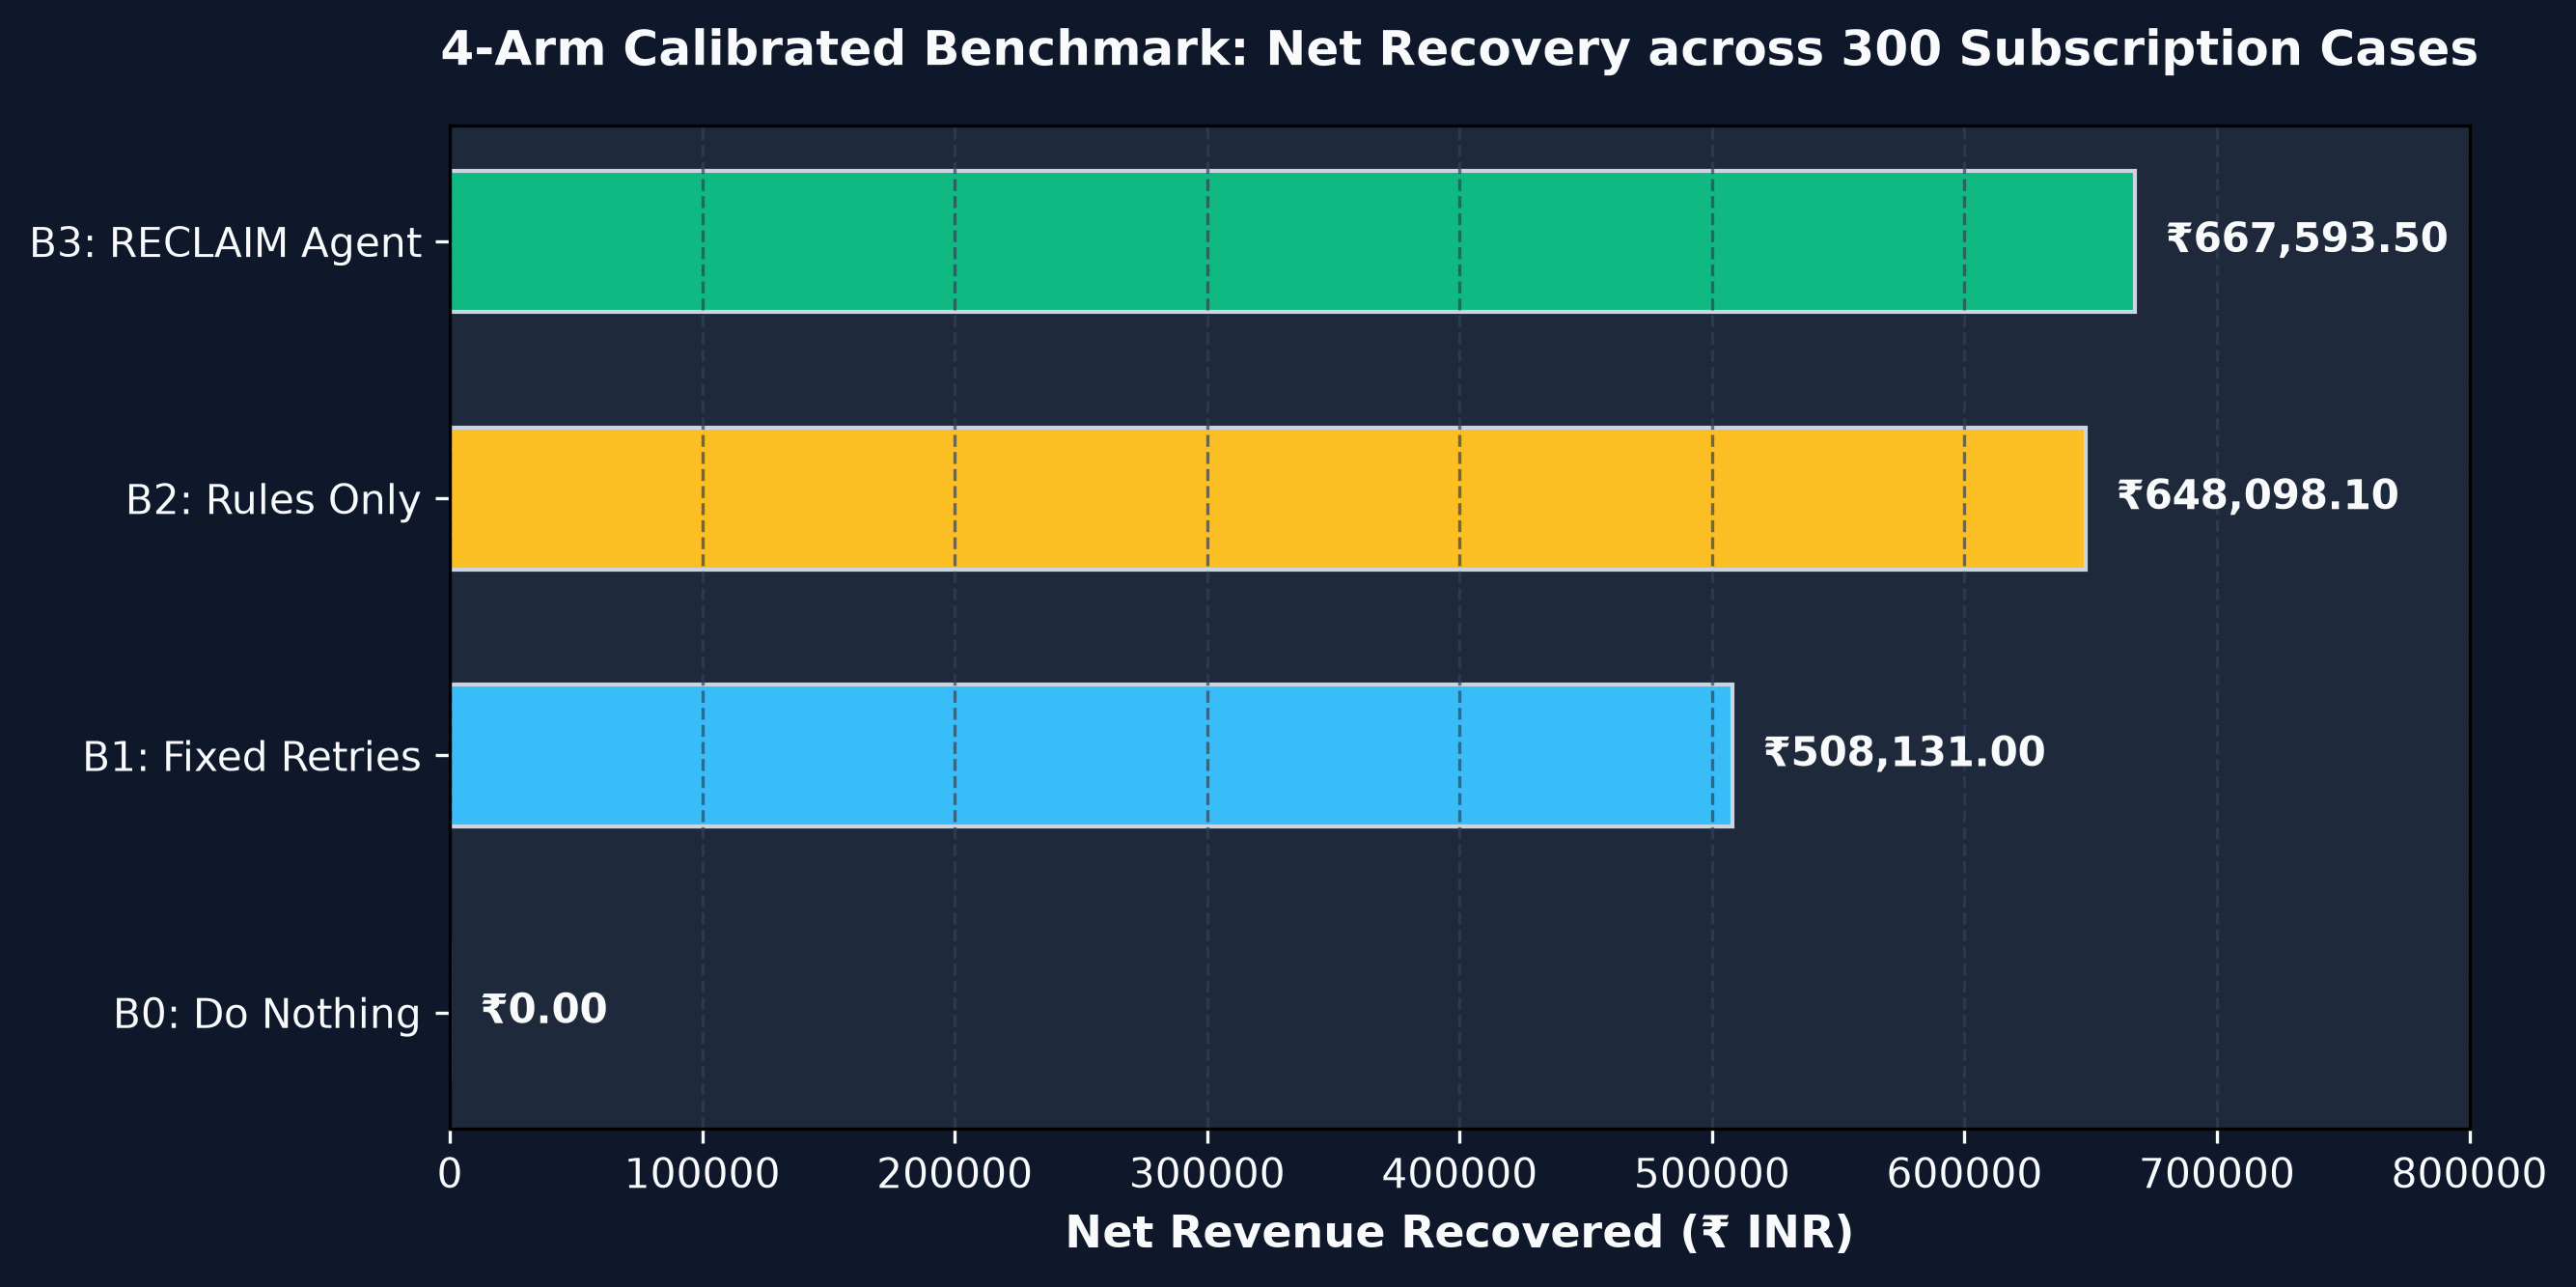 4-Arm Calibrated Benchmark: Net Recovery across 300 Subscription Cases
B3: RECLAIM Agent
₹667,593.50
B2: Rules Only
₹648,098.10
B1: Fixed Retries
₹508,131.00
B0: Do Nothing
₹0.00
0 100000 200000 300000 400000 500000 600000 700000 800000
Net Revenue Recovered (₹ INR)